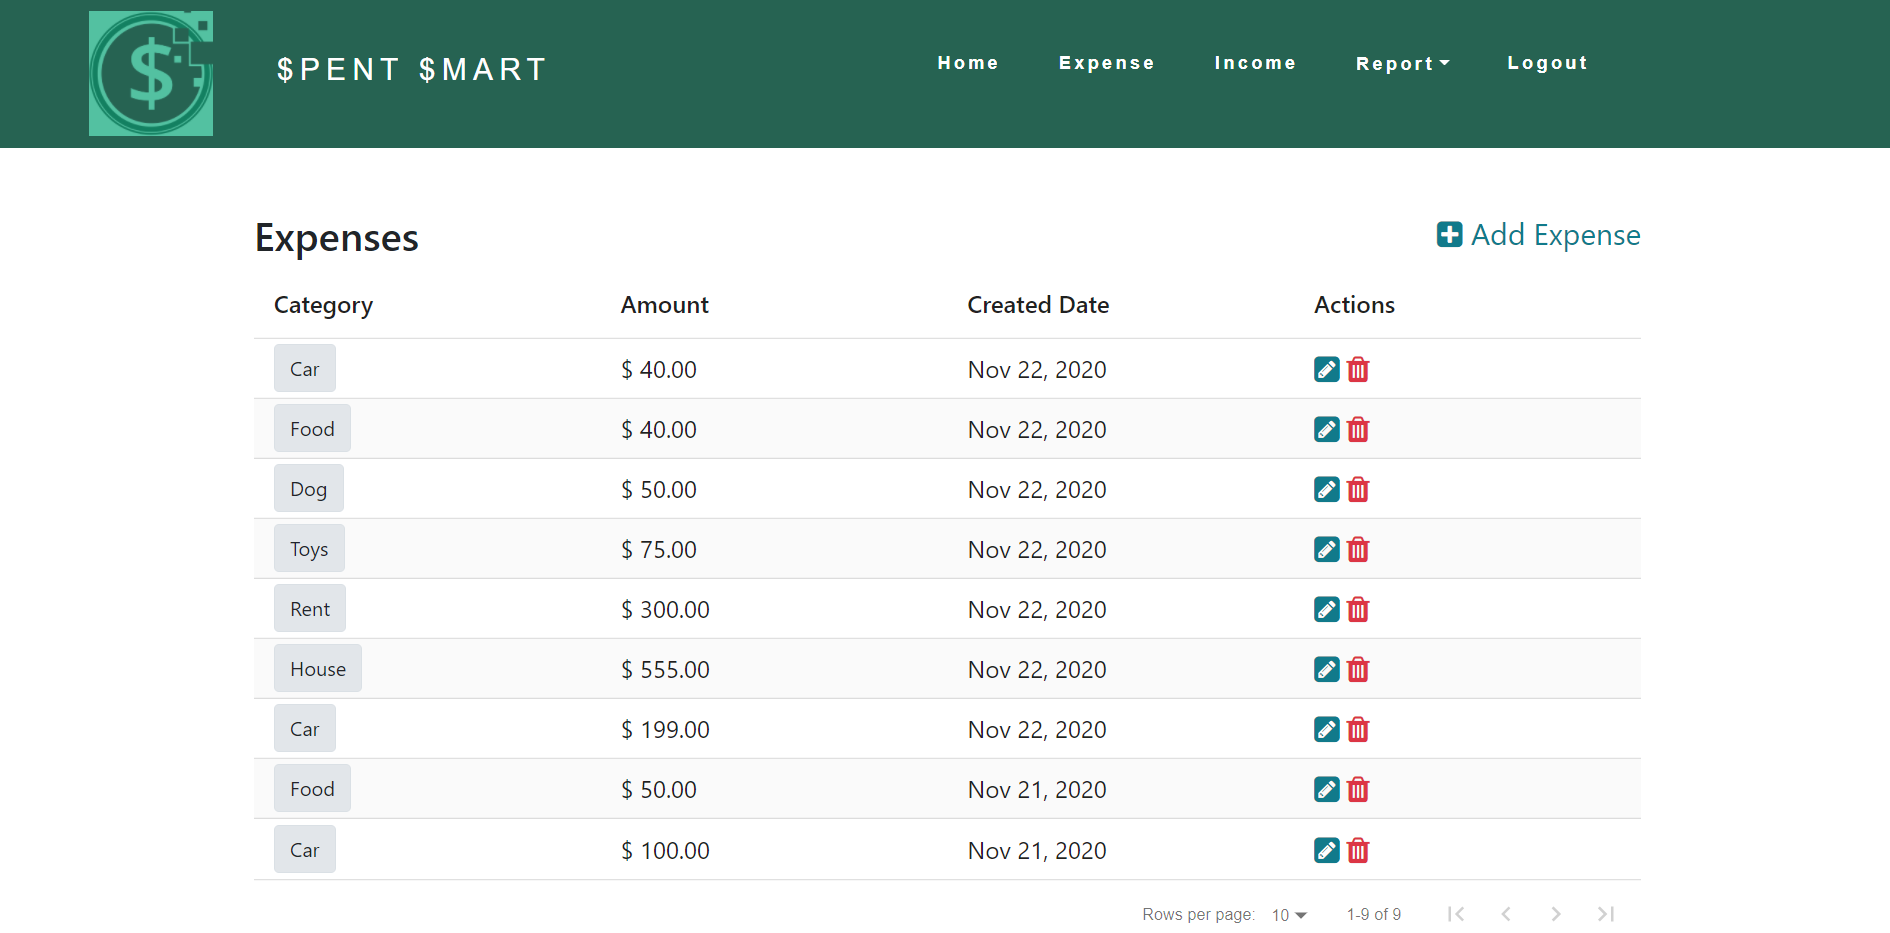 $PENT $MART Home Expense Income Report Logout
Expenses Add Expense
Category Amount Created Date Actions
Car $ 40.00 Nov 22, 2020
Food $ 40.00 Nov 22, 2020
Dog $ 50.00 Nov 22, 2020
Toys $ 75.00 Nov 22, 2020
Rent $ 300.00 Nov 22, 2020
House $ 555.00 Nov 22, 2020
Car $ 199.00 Nov 22, 2020
Food $ 50.00 Nov 21, 2020
Car $ 100.00 Nov 21, 2020
Rows per page: 10 1-9 of 9